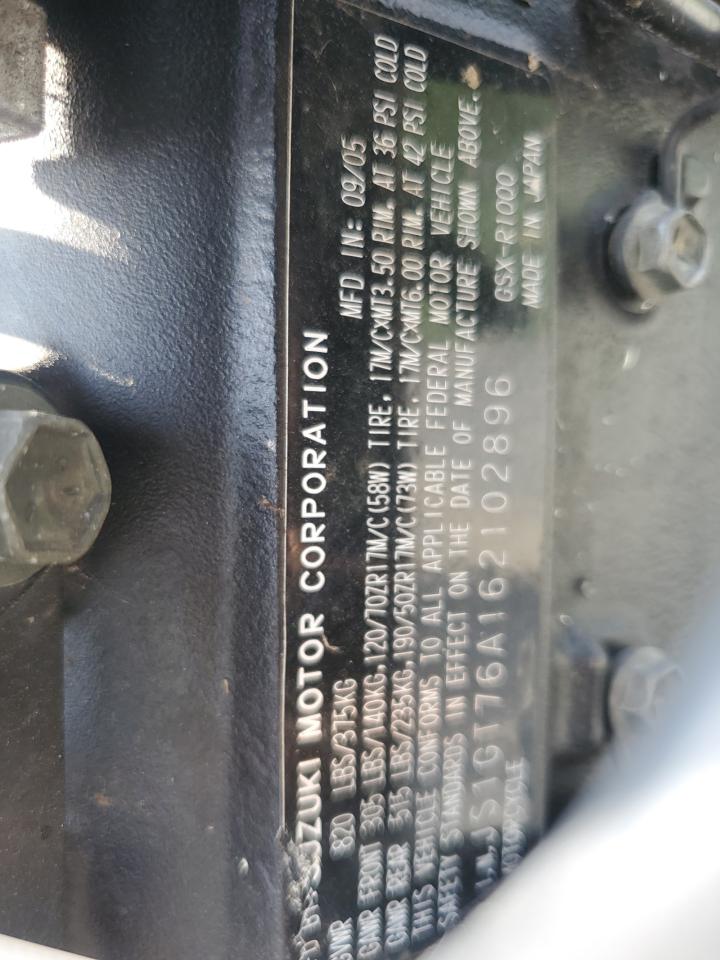 SUZUKI MOTOR CORPORATION
MFD IN: 09/05
GVWR 820 LBS/375KG
GAWR FRONT 305 LBS/140KG,120/70ZR17M/C(58W) TIRE, 17M/CXMT3.50 RIM, AT 36 PSI COLD
GAWR REAR 515 LBS/235KG,190/50ZR17M/C(73W) TIRE, 17M/CXMT6.00 RIM, AT 42 PSI COLD
THIS VEHICLE CONFORMS TO ALL APPLICABLE FEDERAL MOTOR VEHICLE
SAFETY STANDARDS IN EFFECT ON THE DATE OF MANUFACTURE SHOWN ABOVE.
S1GT76A162102896 GSX-R1000
MOTORCYCLE MADE IN JAPAN